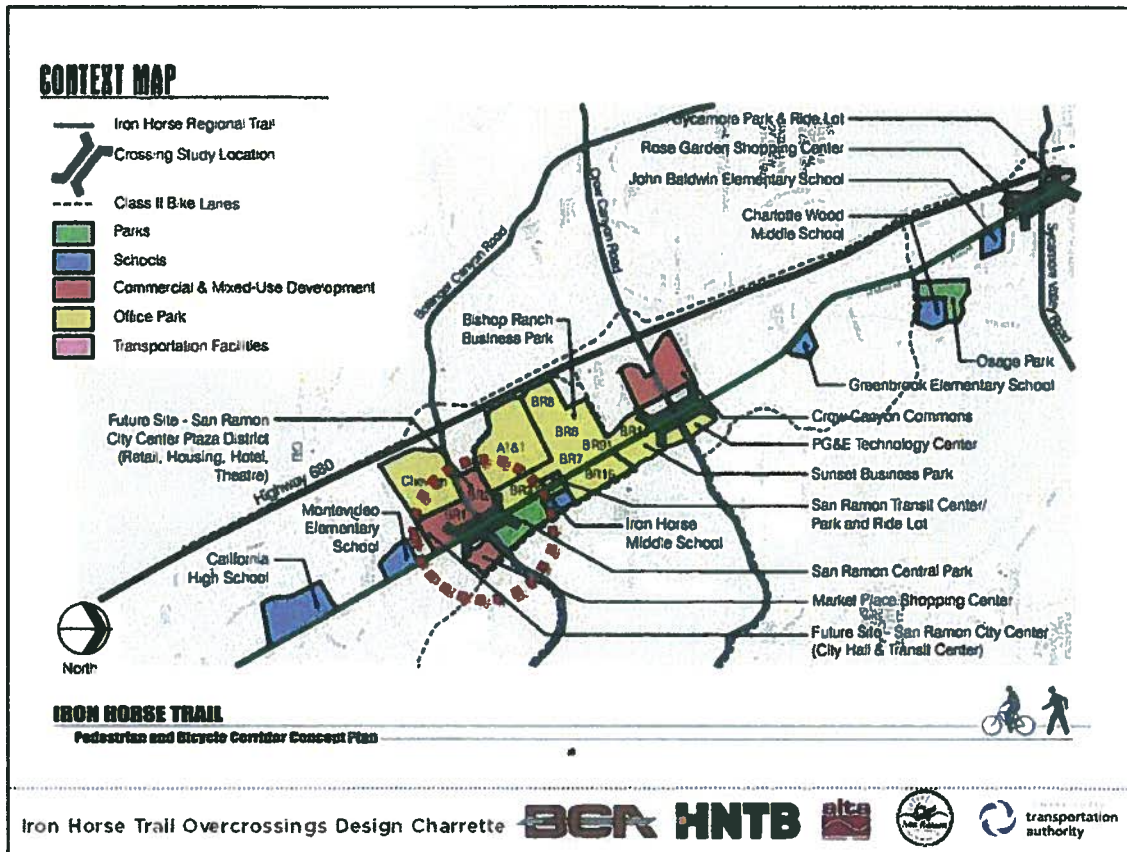 CONTEXT MAP
Iron Horse Regional Trail
Crossing Study Location
Class II Bike Lanes
Parks
Schools
Commercial & Mixed-Use Development
Office Park
Transportation Facilities
Sycamore Park & Ride Lot
Rose Garden Shopping Center
John Baldwin Elementary School
Charlotte Wood
Middle School
Sycamore Valley Road
Bollinger Canyon Road
Crow Canyon Road
Bishop Ranch
Business Park
Osage Park
Greenbrook Elementary School
Crow Canyon Commons
PG&E Technology Center
Sunset Business Park
San Ramon Transit Center/
Park and Ride Lot
Iron Horse
Middle School
San Ramon Central Park
Market Place Shopping Center
Future Site - San Ramon City Center
(City Hall & Transit Center)
Future Site - San Ramon
City Center Plaza District
(Retail, Housing, Hotel,
Theatre)
Highway 680
Montevideo
Elementary
School
California
High School
BR8
BR6
BR7
BR15
Chevron
North
IRON HORSE TRAIL
Pedestrian and Bicycle Corridor Concept Plan
Iron Horse Trail Overcrossings Design Charrette
BCA
HNTB
alta
transportation
authority